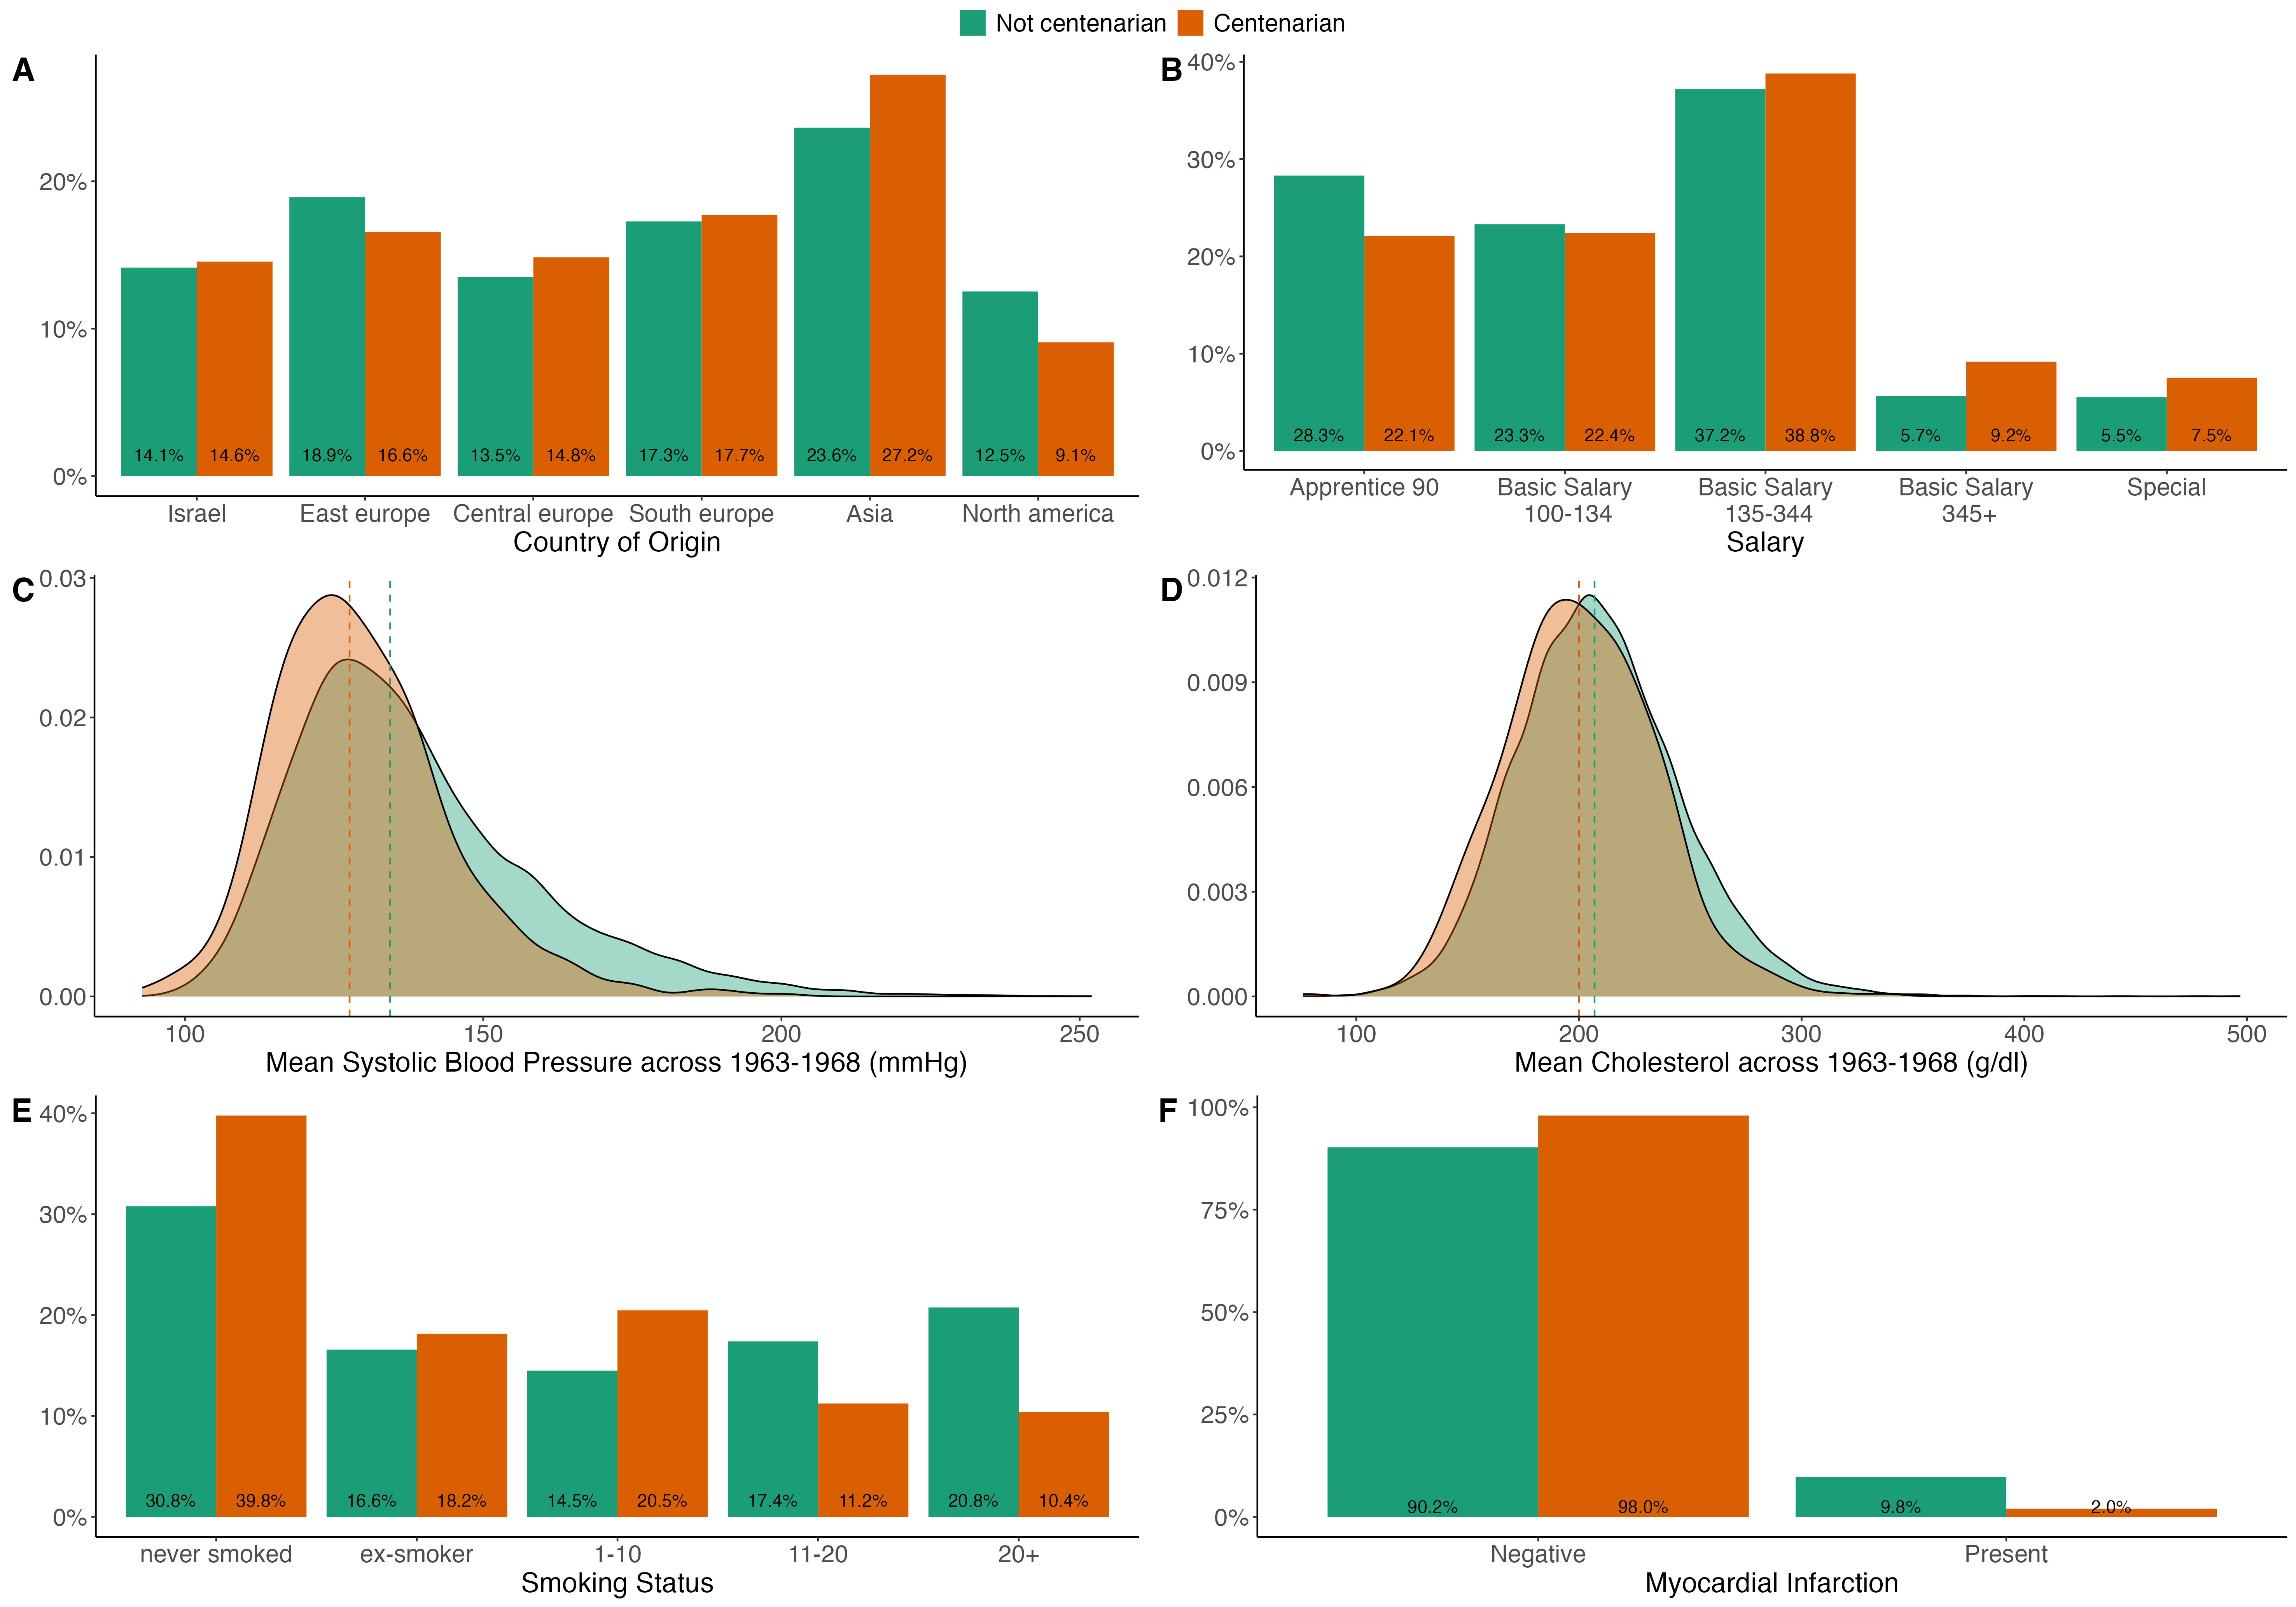 Not centenarian Centenarian
A
20%
10%
0%
14.1% 14.6% 18.9% 16.6% 13.5% 14.8% 17.3% 17.7% 23.6% 27.2% 12.5% 9.1%
Israel East europe Central europe South europe Asia North america
Country of Origin
B
40%
30%
20%
10%
0%
28.3% 22.1% 23.3% 22.4% 37.2% 38.8% 5.7% 9.2% 5.5% 7.5%
Apprentice 90 Basic Salary Basic Salary Basic Salary Special
100-134 135-344 345+
Salary
C
0.03
0.02
0.01
0.00
100 150 200 250
Mean Systolic Blood Pressure across 1963-1968 (mmHg)
D
0.012
0.009
0.006
0.003
0.000
100 200 300 400 500
Mean Cholesterol across 1963-1968 (g/dl)
E
40%
30%
20%
10%
0%
30.8% 39.8% 16.6% 18.2% 14.5% 20.5% 17.4% 11.2% 20.8% 10.4%
never smoked ex-smoker 1-10 11-20 20+
Smoking Status
F
100%
75%
50%
25%
0%
90.2% 98.0% 9.8% 2.0%
Negative Present
Myocardial Infarction